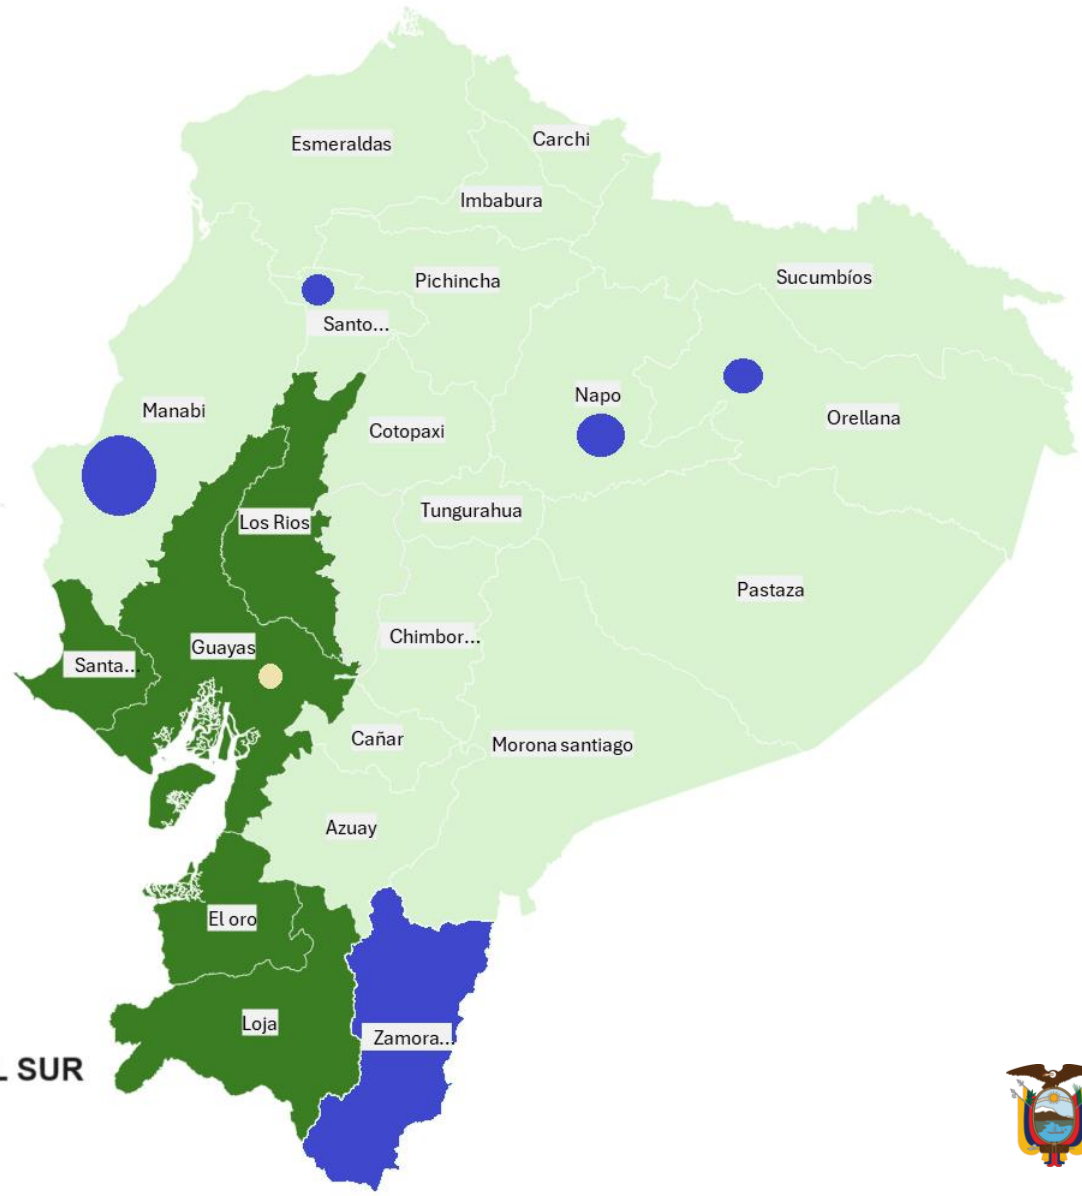 Esmeraldas
Carchi
Imbabura
Pichincha
Sucumbíos
Santo...
Napo
Manabi
Orellana
Cotopaxi
Tungurahua
Los Rios
Pastaza
Chimbor...
Guayas
Santa...
Cañar
Morona santiago
Azuay
El oro
Loja
Zamora...
L SUR